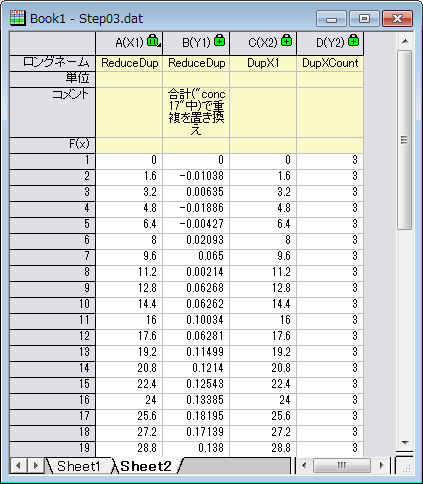 Book1 - Step03.dat
A(X1) B(Y1) C(X2) D(Y2)
ロングネーム ReduceDup ReduceDup DupX1 DupXCount
単位
コメント 合計("conc
17"中)で重
複を置き換
え
F(x)
1 0 0 0 3
2 1.6 -0.01038 1.6 3
3 3.2 0.00635 3.2 3
4 4.8 -0.01886 4.8 3
5 6.4 -0.00427 6.4 3
6 8 0.02093 8 3
7 9.6 0.065 9.6 3
8 11.2 0.00214 11.2 3
9 12.8 0.06268 12.8 3
10 14.4 0.06262 14.4 3
11 16 0.10034 16 3
12 17.6 0.06281 17.6 3
13 19.2 0.11499 19.2 3
14 20.8 0.1214 20.8 3
15 22.4 0.12543 22.4 3
16 24 0.13385 24 3
17 25.6 0.18195 25.6 3
18 27.2 0.17139 27.2 3
19 28.8 0.138 28.8 3
Sheet1 Sheet2